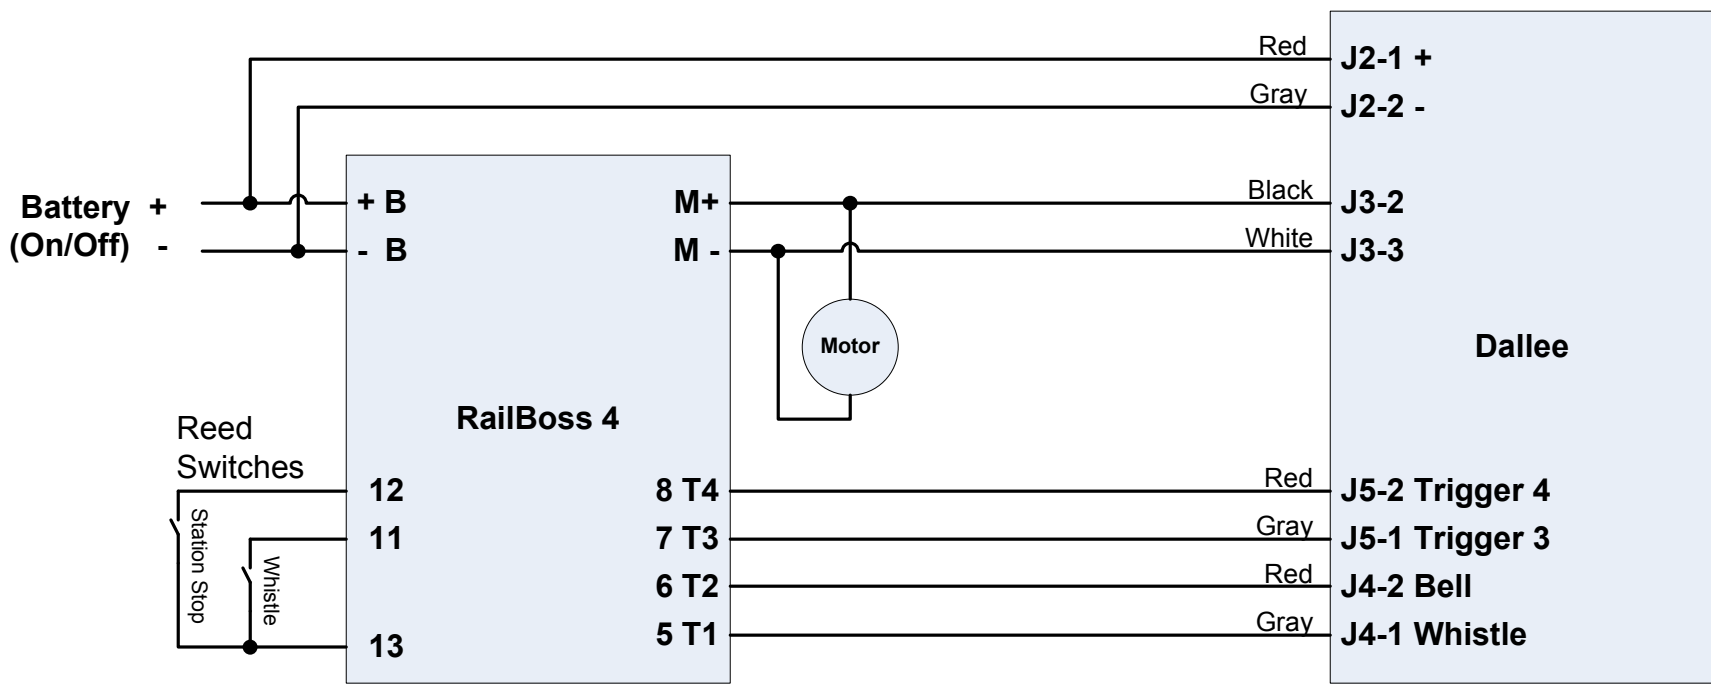 Red
J2-1 +
Gray
J2-2 -
Battery +
(On/Off) -
+ B
- B
M+
M -
Black
J3-2
White
J3-3
Motor
Dallee
RailBoss 4
Reed
Switches
12
11
13
Station Stop
Whistle
8 T4
7 T3
6 T2
5 T1
Red
J5-2 Trigger 4
Gray
J5-1 Trigger 3
Red
J4-2 Bell
Gray
J4-1 Whistle